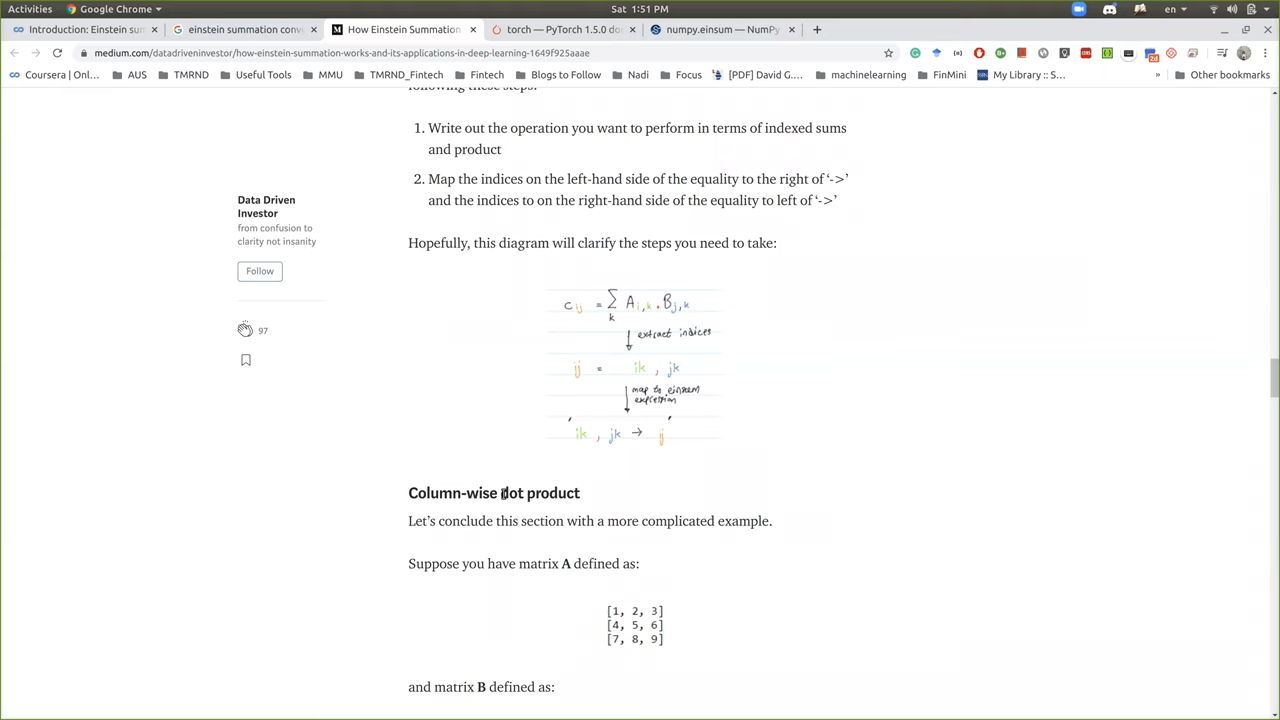 Activities
Google Chrome
Sat 1:51 PM
en
Introduction: Einstein sum
einstein summation conv
How Einstein Summation
torch — PyTorch 1.5.0 do
numpy.einsum — NumPy
medium.com/datadriveninvestor/how-einstein-summation-works-and-its-applications-in-deep-learning-1649f925aaae
Coursera | Onl...
AUS
TMRND
Useful Tools
MMU
TMRND_Fintech
Fintech
Blogs to Follow
Nadi
Focus
[PDF] David G....
machinelearning
FinMini
My Library :: S...
»
Other bookmarks
following these steps:
1. Write out the operation you want to perform in terms of indexed sums
and product
2. Map the indices on the left-hand side of the equality to the right of ‘->’
and the indices to on the right-hand side of the equality to left of ‘->’
Data Driven
Investor
from confusion to
clarity not insanity
Follow
97
Hopefully, this diagram will clarify the steps you need to take:
c ij = ∑ k A i,k . B j,k
↓ extract indices
ij = ik , jk
↓ map to einsum
expression
' ik , jk → ij '
Column-wise dot product
Let’s conclude this section with a more complicated example.
Suppose you have matrix A defined as:
[1, 2, 3]
[4, 5, 6]
[7, 8, 9]
and matrix B defined as: